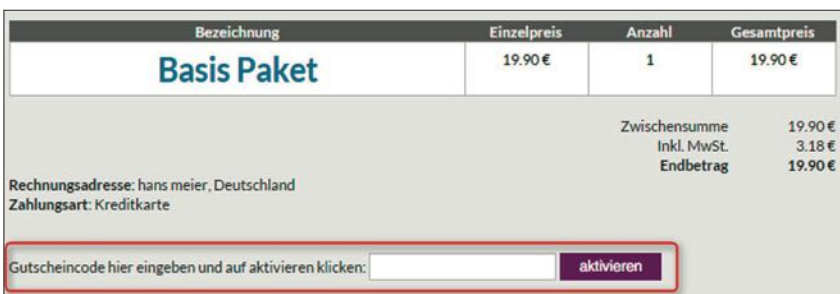 Bezeichnung Einzelpreis Anzahl Gesamtpreis
Basis Paket 19.90 € 1 19.90 €
Zwischensumme 19.90 €
Inkl. MwSt. 3.18 €
Endbetrag 19.90 €
Rechnungsadresse: hans meier, Deutschland
Zahlungsart: Kreditkarte
Gutscheincode hier eingeben und auf aktivieren klicken: aktivieren